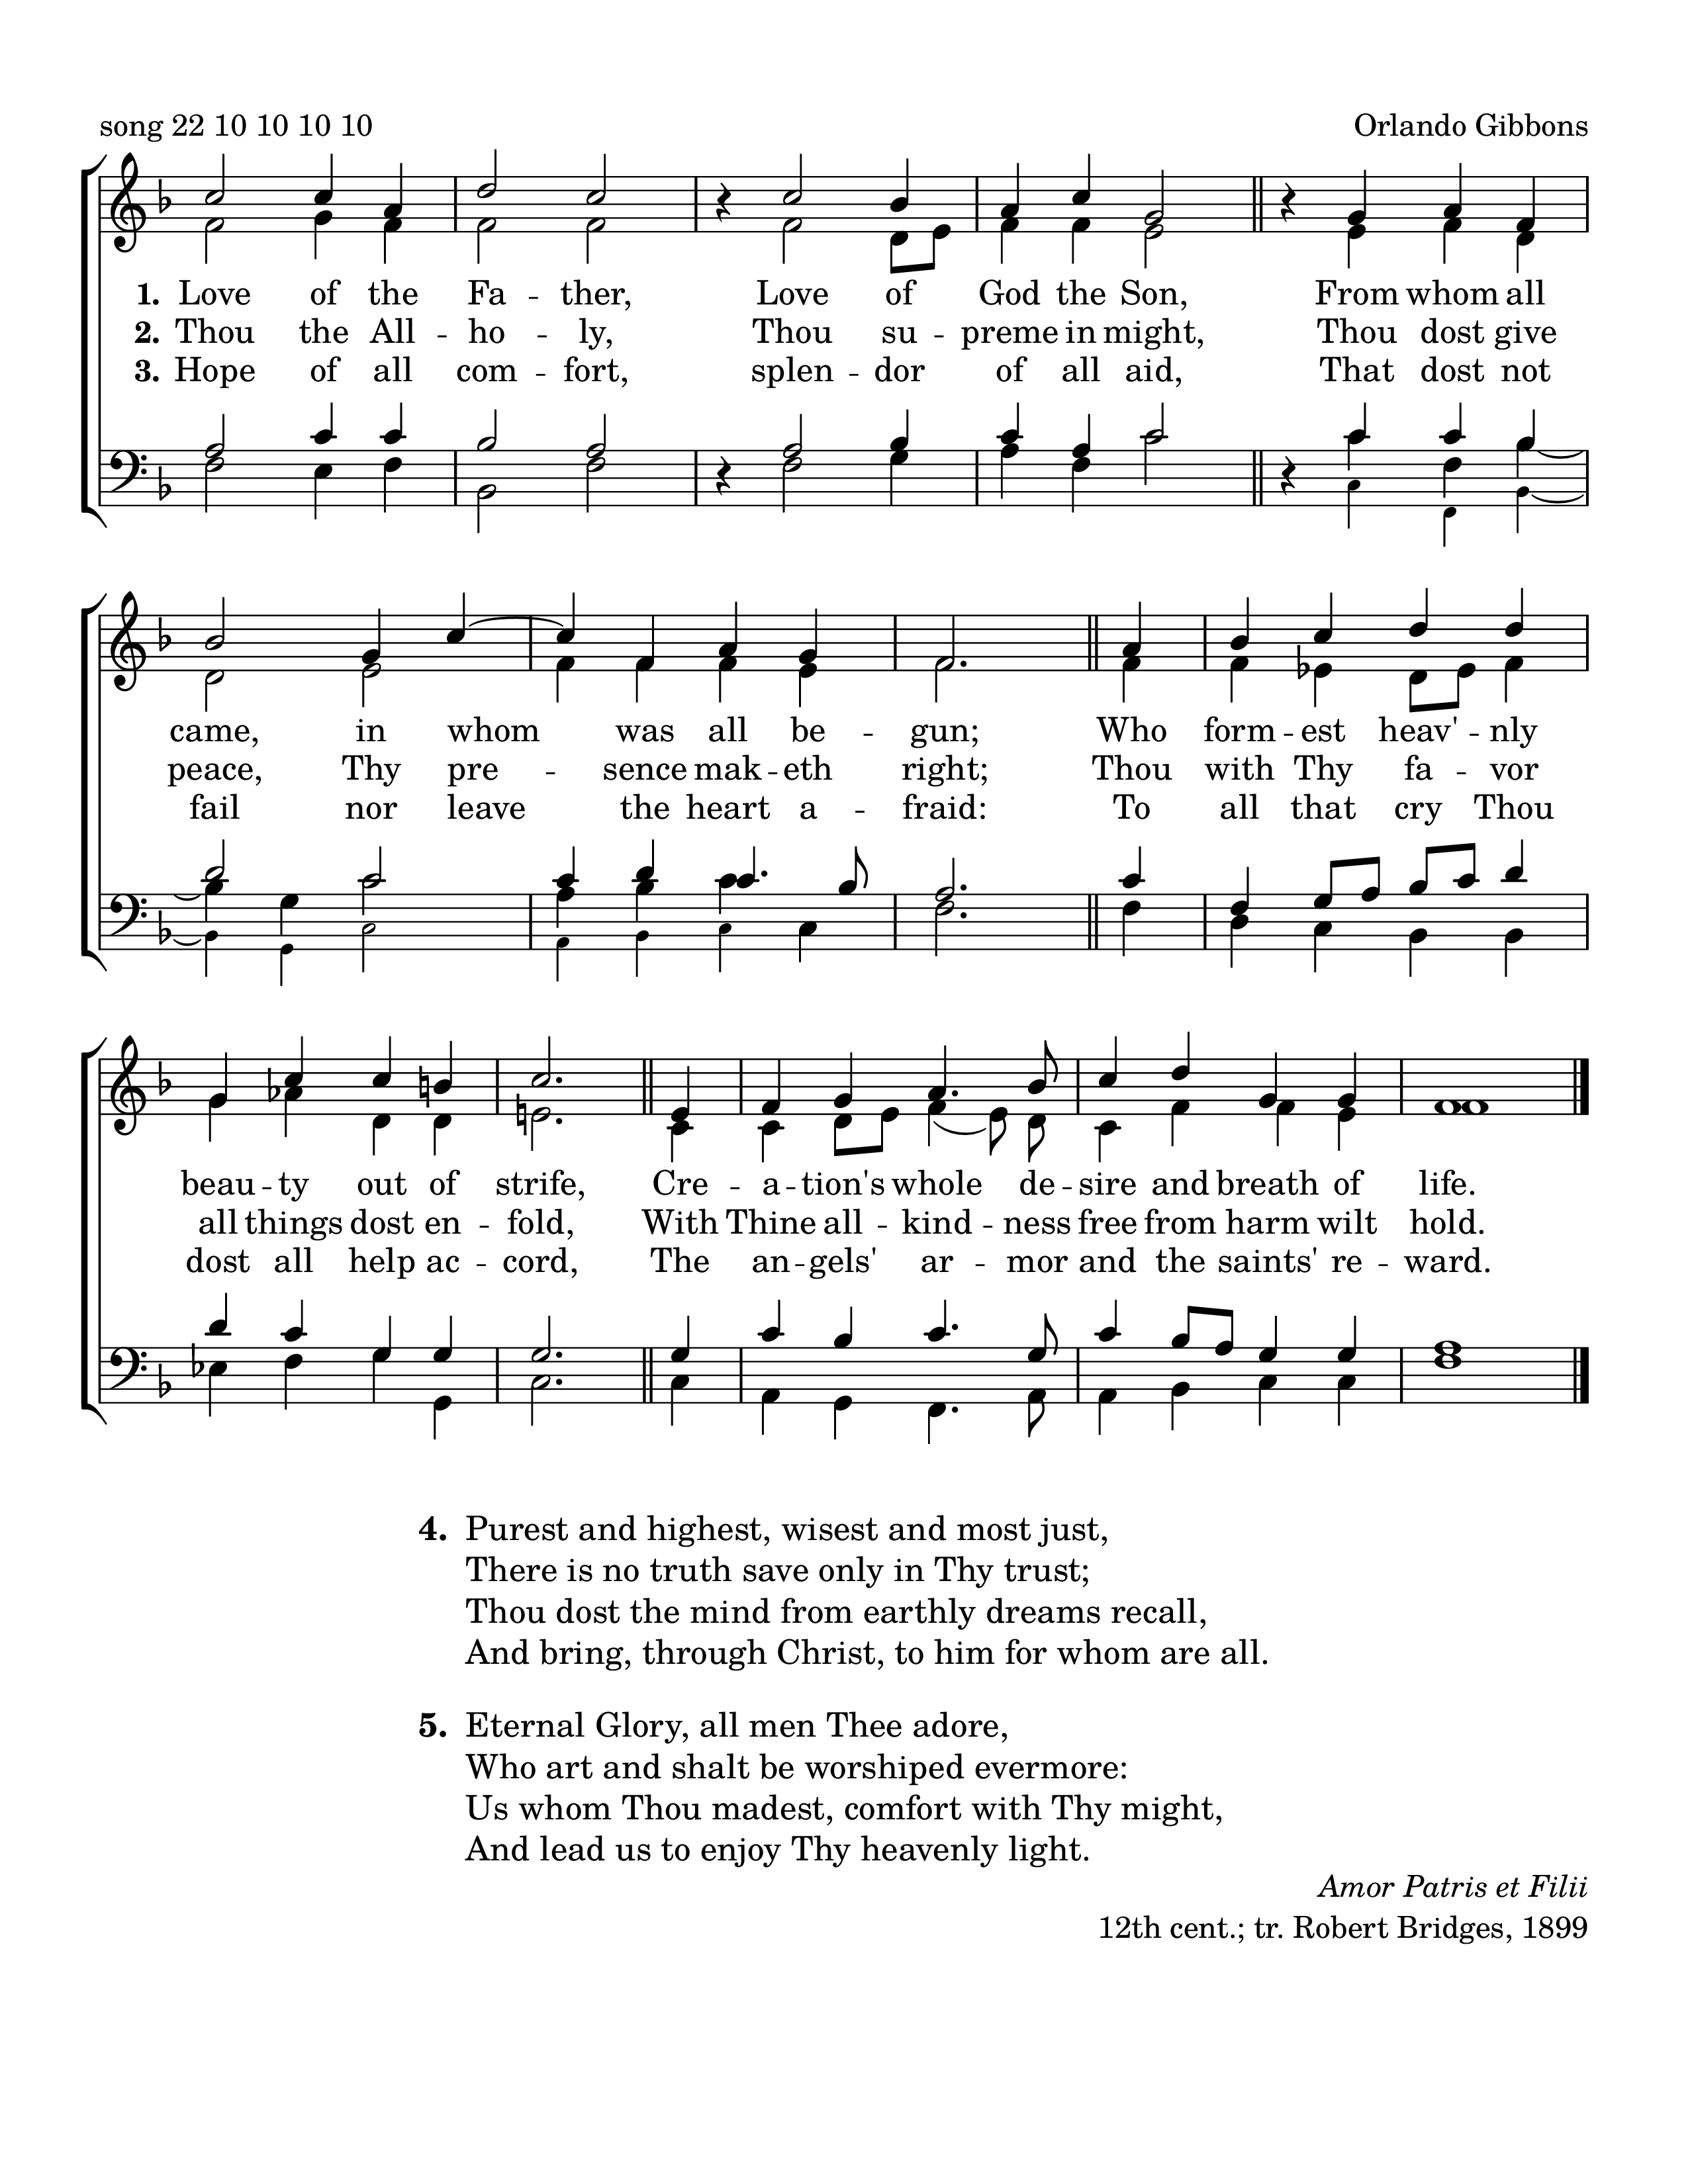 song 22 10 10 10 10
Orlando Gibbons
1. Love of the Fa -- ther, Love of God the Son, From whom all
2. Thou the All -- ho -- ly, Thou su -- preme in might, Thou dost give
3. Hope of all com -- fort, splen -- dor of all aid, That dost not
came, in whom was all be -- gun; Who form -- est heav' -- nly
peace, Thy pre -- sence mak -- eth right; Thou with Thy fa -- vor
fail nor leave the heart a -- fraid: To all that cry Thou
beau -- ty out of strife, Cre -- a -- tion's whole de -- sire and breath of life.
all things dost en -- fold, With Thine all -- kind -- ness free from harm wilt hold.
dost all help ac -- cord, The an -- gels' ar -- mor and the saints' re -- ward.
4. Purest and highest, wisest and most just,
There is no truth save only in Thy trust;
Thou dost the mind from earthly dreams recall,
And bring, through Christ, to him for whom are all.
5. Eternal Glory, all men Thee adore,
Who art and shalt be worshiped evermore:
Us whom Thou madest, comfort with Thy might,
And lead us to enjoy Thy heavenly light.
Amor Patris et Filii
12th cent.; tr. Robert Bridges, 1899